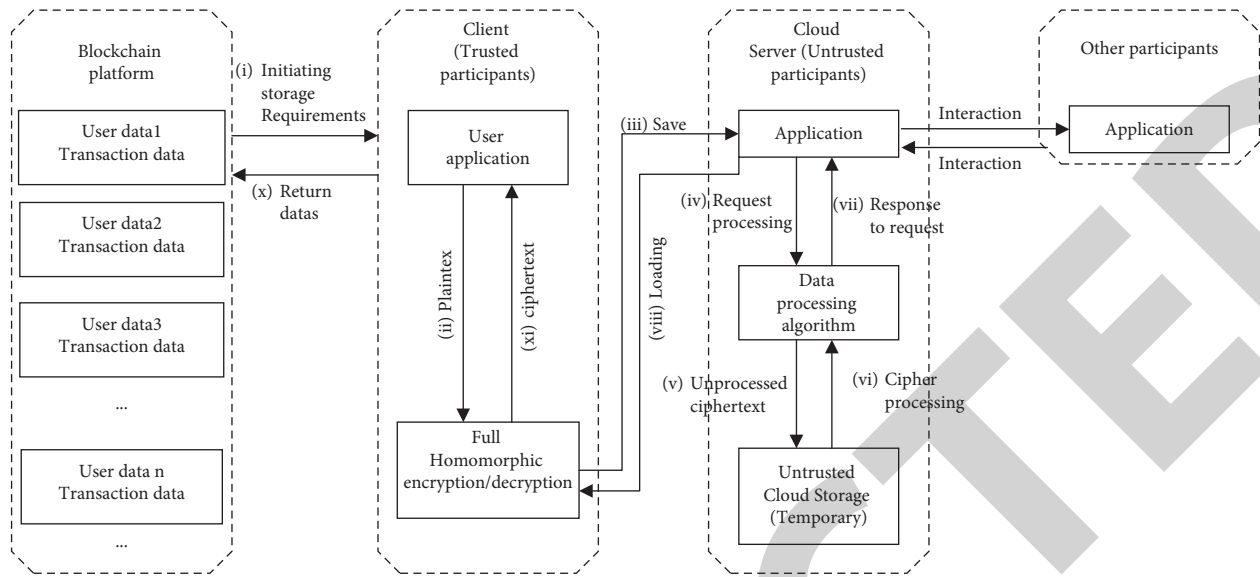 Blockchain
platform
User data1
Transaction data
User data2
Transaction data
User data3
Transaction data
...
User data n
Transaction data
...
(i) Initiating
storage
Requirements
(x) Return
datas
Client
(Trusted
participants)
User
application
(ii) Plaintex
(xi) ciphertext
Full
Homomorphic
encryption/decryption
(iii) Save
(viii) Loading
Cloud
Server (Untrusted
participants)
Application
(iv) Request
processing
(vii) Response
to request
Data
processing
algorithm
(v) Unprocessed
ciphertext
(vi) Cipher
processing
Untrusted
Cloud Storage
(Temporary)
Interaction
Interaction
Other participants
Application
CTED